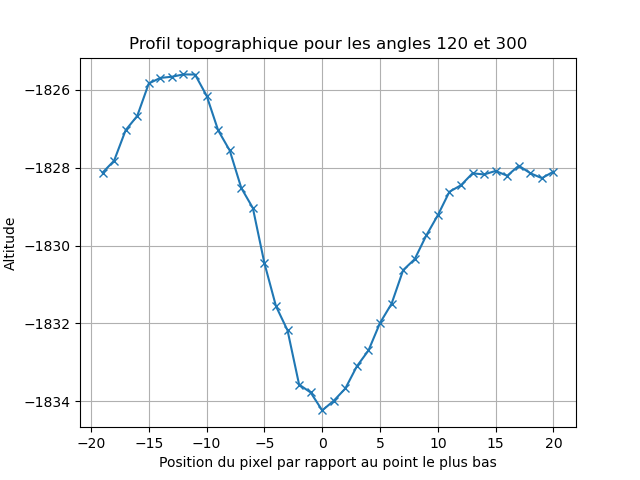 Profil topographique pour les angles 120 et 300
−1826
−1828
−1830
−1832
−1834
Altitude
−20 −15 −10 −5 0 5 10 15 20
Position du pixel par rapport au point le plus bas